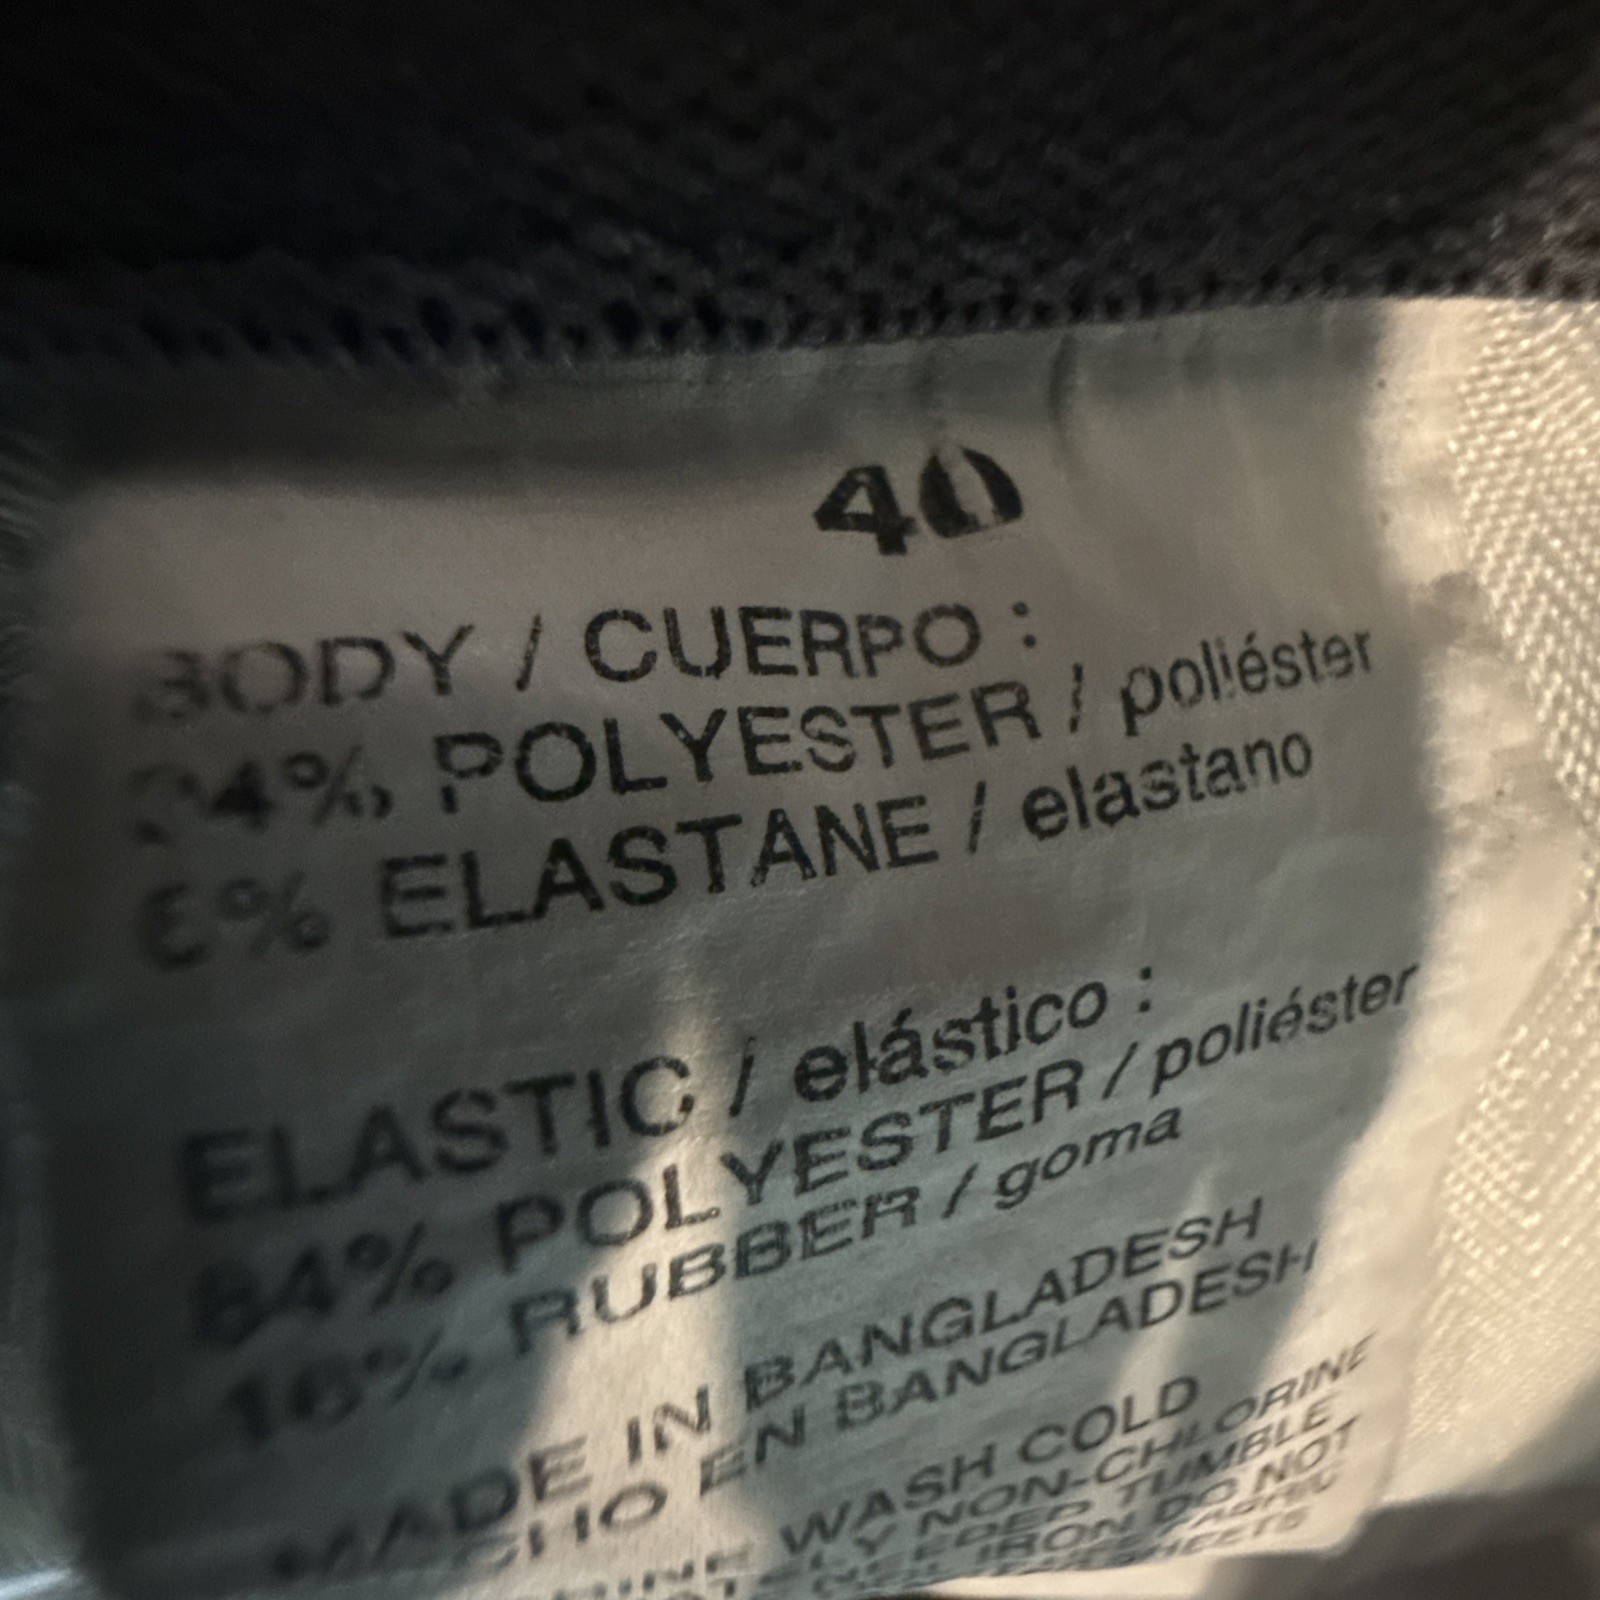 40
BODY / CUERPO :
94% POLYESTER / poliéster
6% ELASTANE / elastano
ELASTIC / elástico :
84% POLYESTER / poliéster
16% RUBBER / goma
MADE IN BANGLADESH
EN BANGLADESH
WASH COLD
NON-CHLORINE
TUMBLE
IRON DO NOT